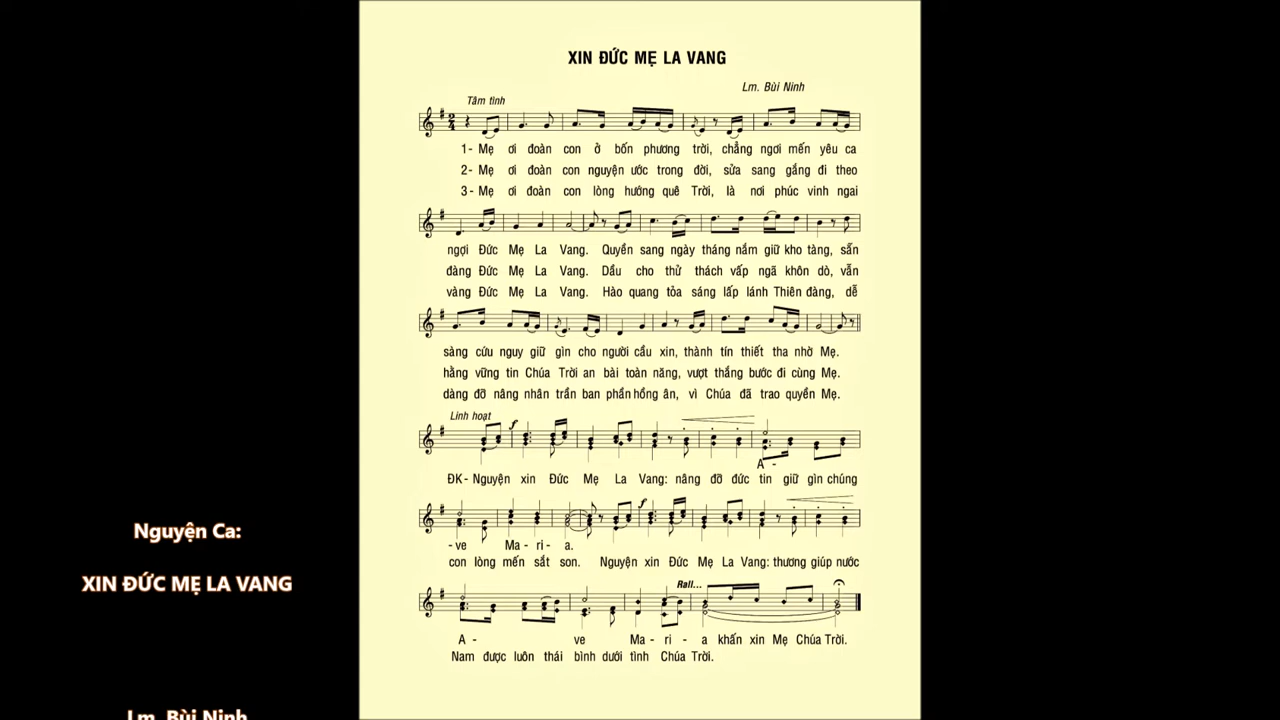 XIN ĐỨC MẸ LA VANG
Lm. Bùi Ninh
Tâm tình
2
4
1- Mẹ ơi đoàn con ở bốn phương trời, chẳng ngơi mến yêu ca
2- Mẹ ơi đoàn con nguyện ước trong đời, sửa sang gắng đi theo
3- Mẹ ơi đoàn con lòng hướng quê Trời, là nơi phúc vinh ngai
ngợi Đức Mẹ La Vang. Quyền sang ngày tháng nắm giữ kho tàng, sẵn
đàng Đức Mẹ La Vang. Dẫu cho thử thách vấp ngã khôn dò, vẫn
vàng Đức Mẹ La Vang. Hào quang tỏa sáng lấp lánh Thiên đàng, dễ
sàng cứu nguy giữ gìn cho người cầu xin, thành tín thiết tha nhờ Mẹ.
hằng vững tin Chúa Trời an bài toàn năng, vượt thắng bước đi cùng Mẹ.
dàng đỡ nâng nhân trần ban phần hồng ân, vì Chúa đã trao quyền Mẹ.
Linh hoạt
f
A -
ĐK- Nguyện xin Đức Mẹ La Vang: nâng đỡ đức tin giữ gìn chúng
f
- ve Ma - ri - a.
con lòng mến sắt son. Nguyện xin Đức Mẹ La Vang: thương giúp nước
Rall...
A - ve Ma - ri - a khấn xin Mẹ Chúa Trời.
Nam được luôn thái bình dưới tình Chúa Trời.
Nguyện Ca:
XIN ĐỨC MẸ LA VANG
Lm. Bùi Ninh